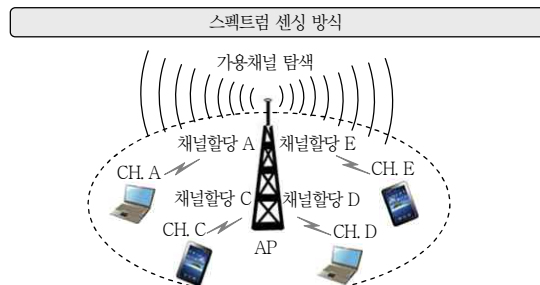 스펙트럼 센싱 방식
가용채널 탐색
채널할당 A 채널할당 E
CH. A CH. E
채널할당 C 채널할당 D
CH. C CH. D
AP